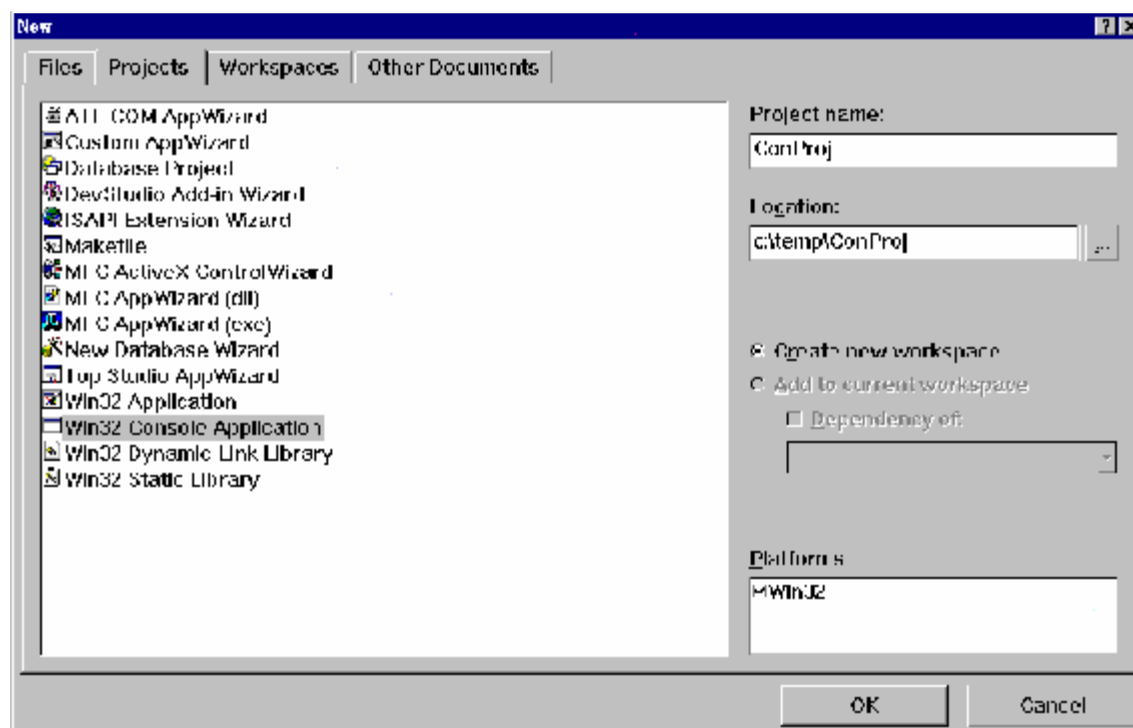 New
Files Projects Workspaces Other Documents
ATL COM AppWizard
Custom AppWizard
Database Project
DevStudio Add-in Wizard
ISAPI Extension Wizard
Makefile
MFC ActiveX ControlWizard
MFC AppWizard (dll)
MFC AppWizard (exe)
New Database Wizard
Top Studio AppWizard
Win32 Application
Win32 Console Application
Win32 Dynamic-Link Library
Win32 Static Library
Project name:
ConProj
Location:
c:\temp\ConProj
...
Create new workspace
Add to current workspace
Dependency of:
Platforms
Win32
OK Cancel